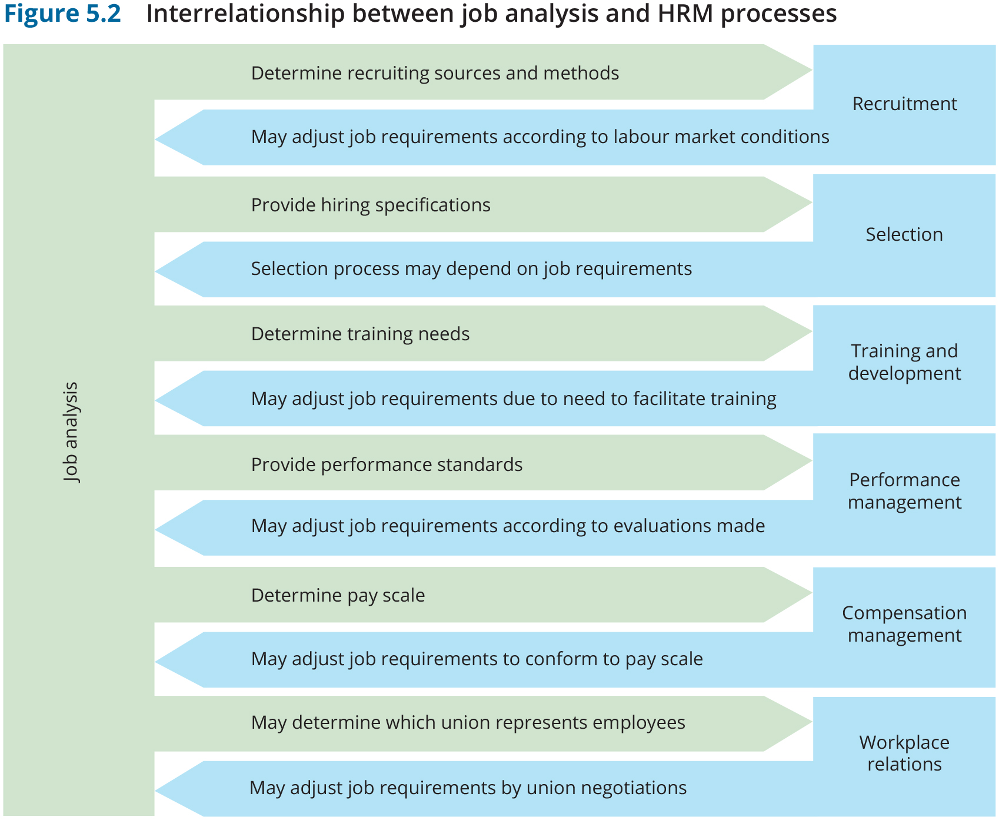 Figure 5.2 Interrelationship between job analysis and HRM processes
Job analysis
Determine recruiting sources and methods
May adjust job requirements according to labour market conditions
Recruitment
Provide hiring specifications
Selection process may depend on job requirements
Selection
Determine training needs
May adjust job requirements due to need to facilitate training
Training and
development
Provide performance standards
May adjust job requirements according to evaluations made
Performance
management
Determine pay scale
May adjust job requirements to conform to pay scale
Compensation
management
May determine which union represents employees
May adjust job requirements by union negotiations
Workplace
relations